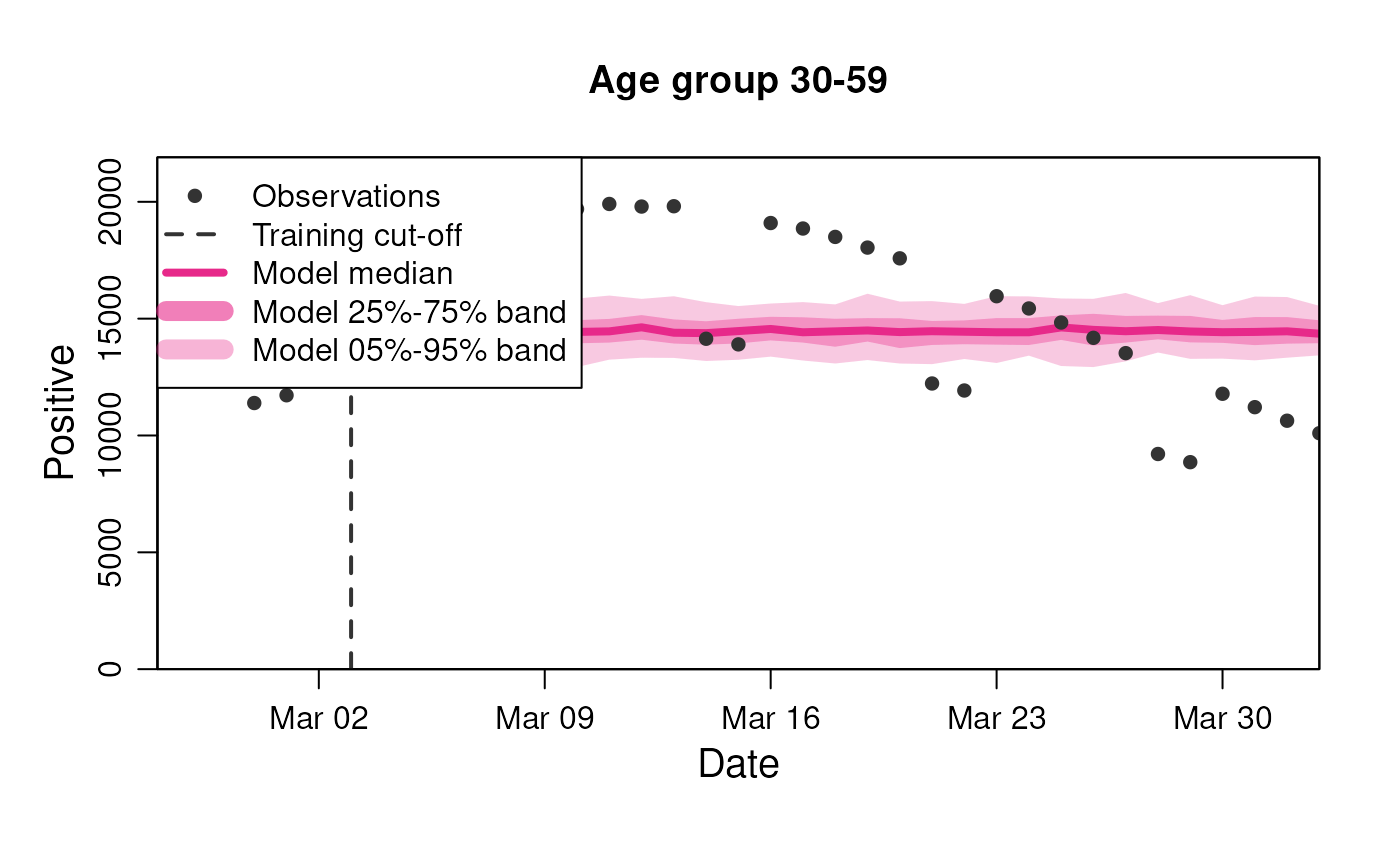 Age group 30-59
Observations
Training cut-off
Model median
Model 25%-75% band
Model 05%-95% band
Positive
20000
15000
10000
5000
0
Mar 02 Mar 09 Mar 16 Mar 23 Mar 30
Date